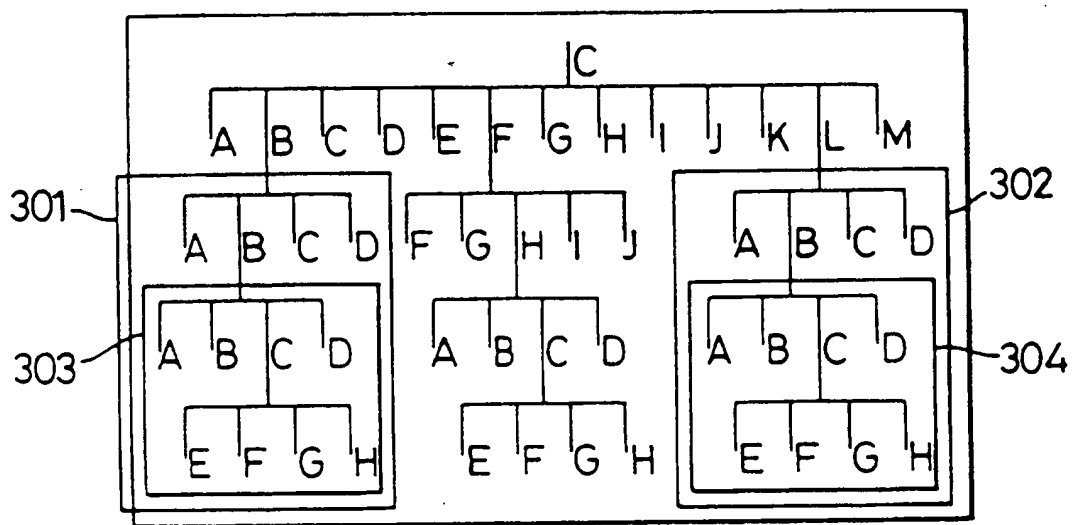 C
A B C D E F G H I J K L M
301
302
A B C D F G H I J A B C D
303
304
A B C D A B C D A B C D
E F G H E F G H E F G H